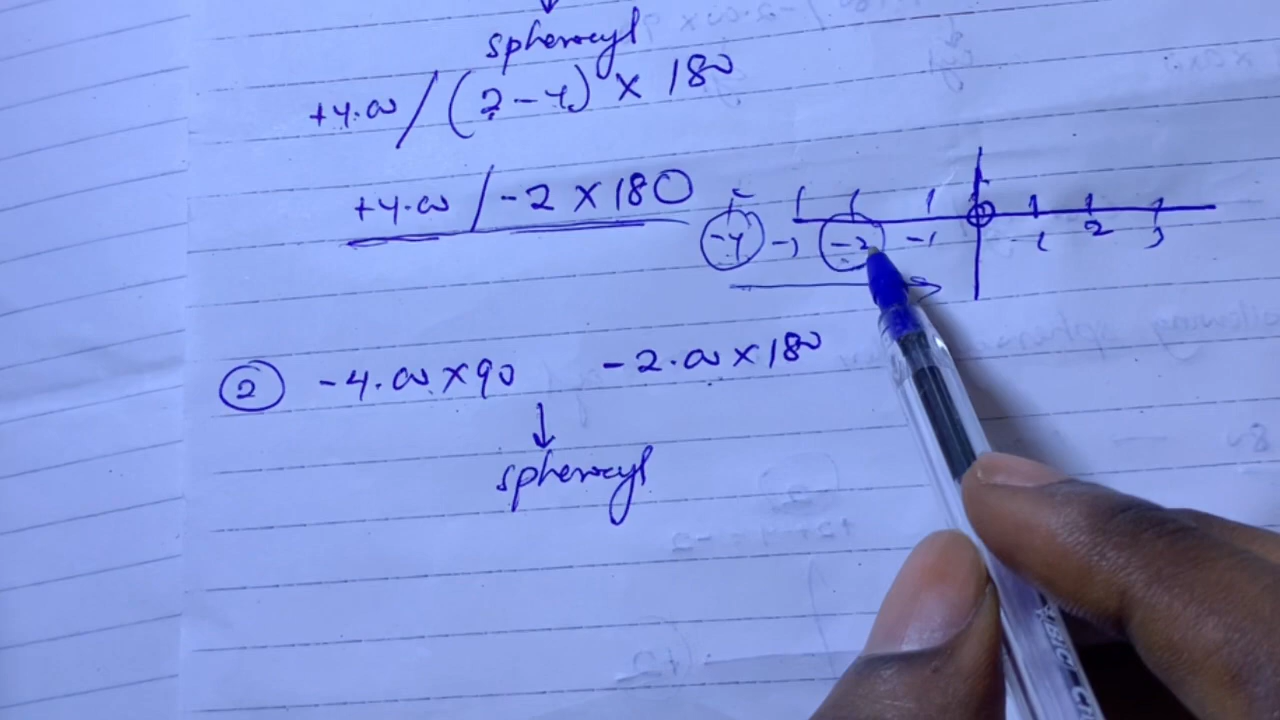 spherocyl
+4.00/(2-4) × 180
+4.00/-2 × 180
-4 -3 -2 -1 1 2 3
② -4.00 × 90 -2.00 × 180
spherocyl
BIC